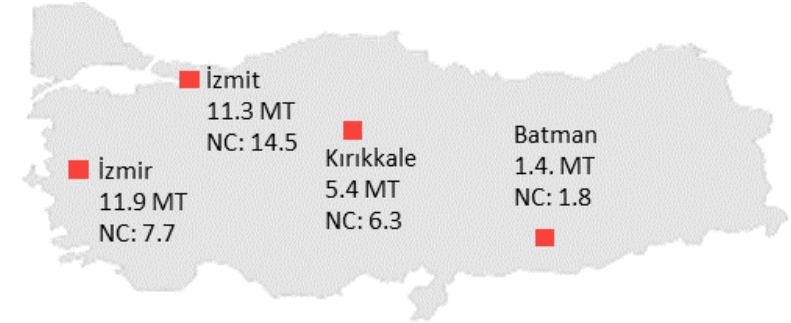 İzmit
11.3 MT
NC: 14.5
İzmir
11.9 MT
NC: 7.7
Kırıkkale
5.4 MT
NC: 6.3
Batman
1.4. MT
NC: 1.8